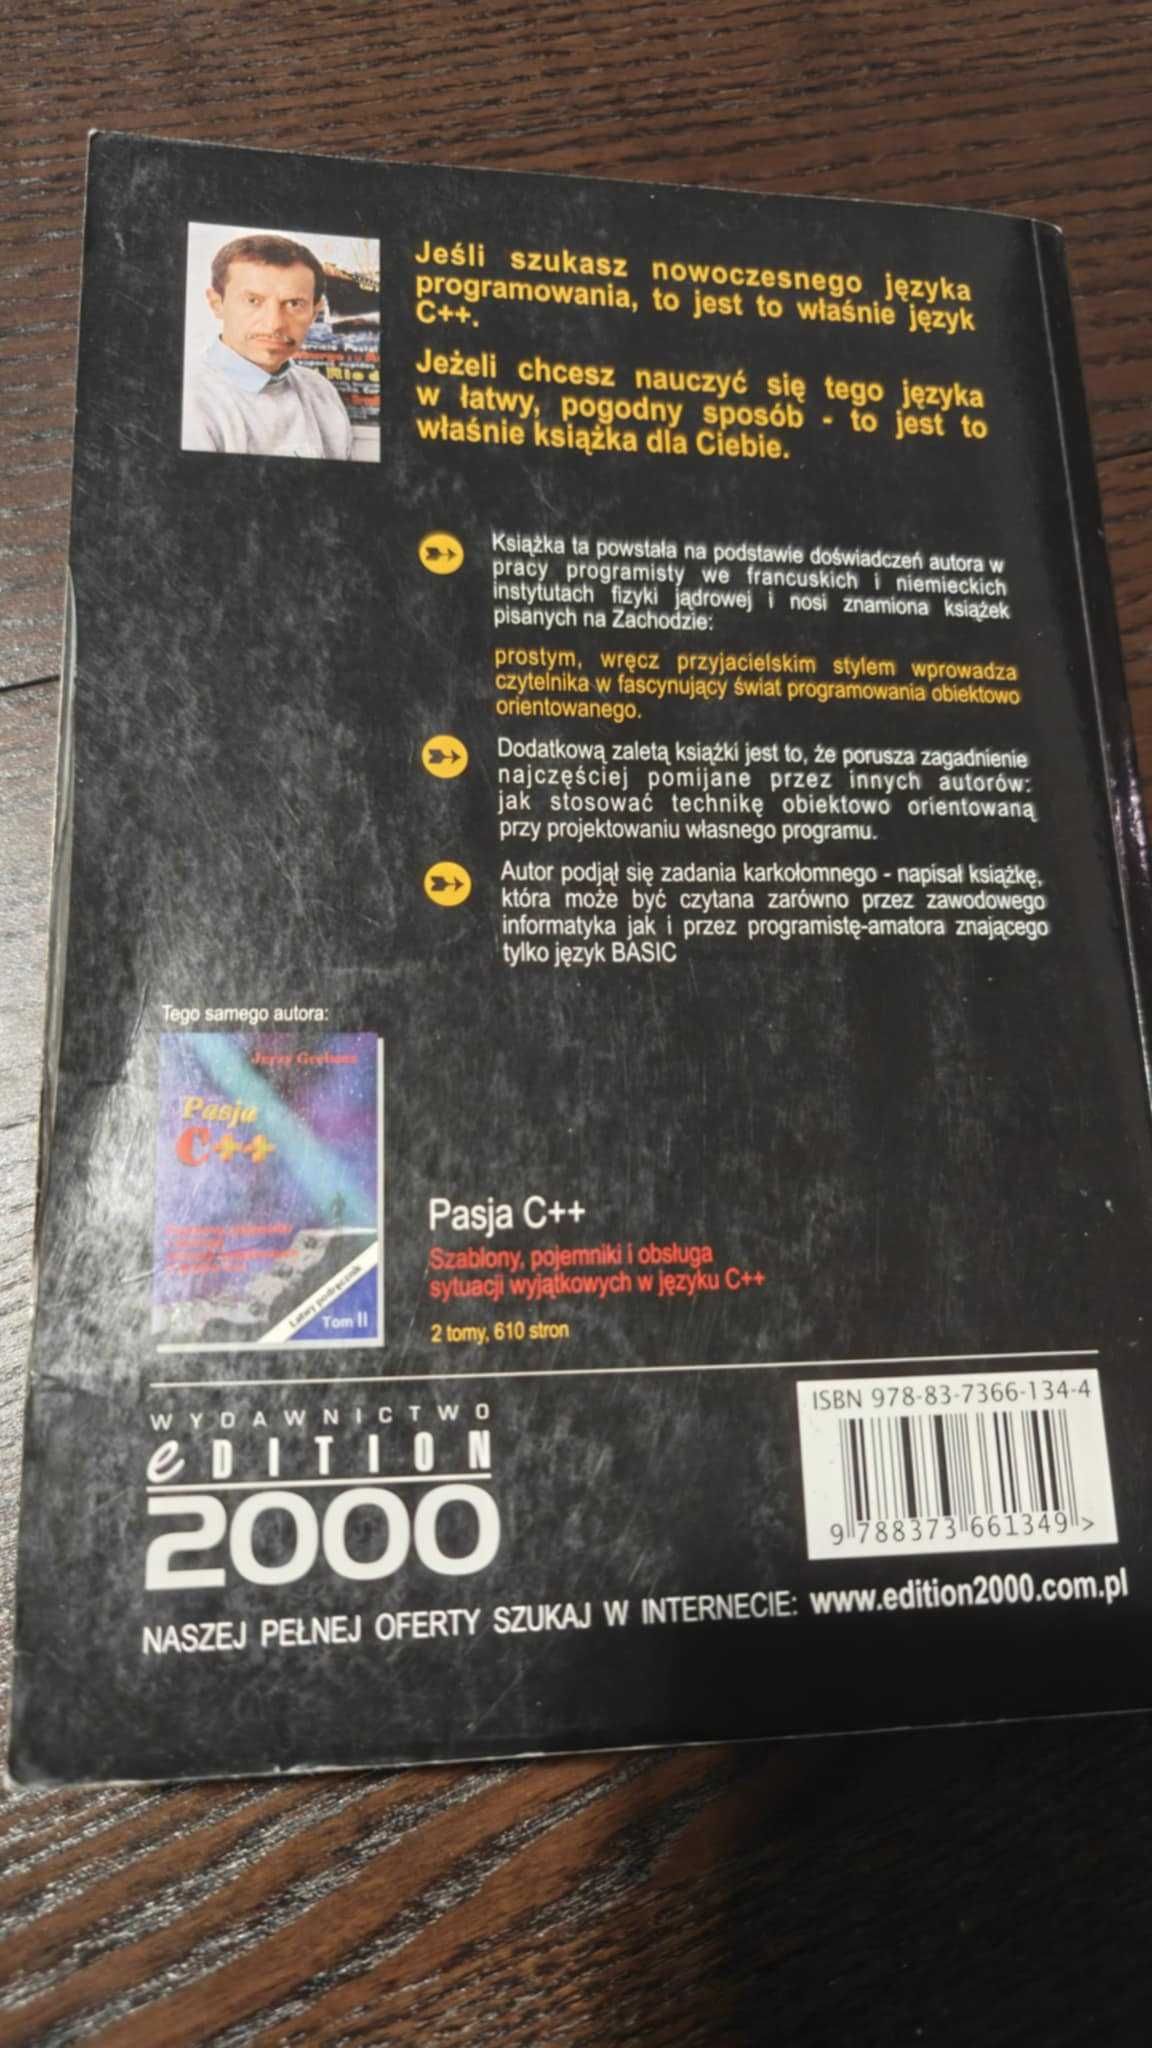 Jeśli szukasz nowoczesnego języka
programowania, to jest to właśnie język
C++.
Jeżeli chcesz nauczyć się tego języka
w łatwy, pogodny sposób - to jest to
właśnie książka dla Ciebie.
Książka ta powstała na podstawie doświadczeń autora w
pracy programisty we francuskich i niemieckich
instytutach fizyki jądrowej i nosi znamiona książek
pisanych na Zachodzie:
prostym, wręcz przyjacielskim stylem wprowadza
czytelnika w fascynujący świat programowania obiektowo
orientowanego.
Dodatkową zaletą książki jest to, że porusza zagadnienie
najczęściej pomijane przez innych autorów:
jak stosować technikę obiektowo orientowaną
przy projektowaniu własnego programu.
Autor podjął się zadania karkołomnego - napisał książkę,
która może być czytana zarówno przez zawodowego
informatyka jak i przez programistę-amatora znającego
tylko język BASIC
Tego samego autora:
Jerzy Grębosz
Pasja
C++
Łatwy podręcznik
Tom II
Pasja C++
Szablony, pojemniki i obsługa
sytuacji wyjątkowych w języku C++
2 tomy, 610 stron
WYDAWNICTWO
eDITION
2000
ISBN 978-83-7366-134-4
9 788373 661349 >
NASZEJ PEŁNEJ OFERTY SZUKAJ W INTERNECIE: www.edition2000.com.pl